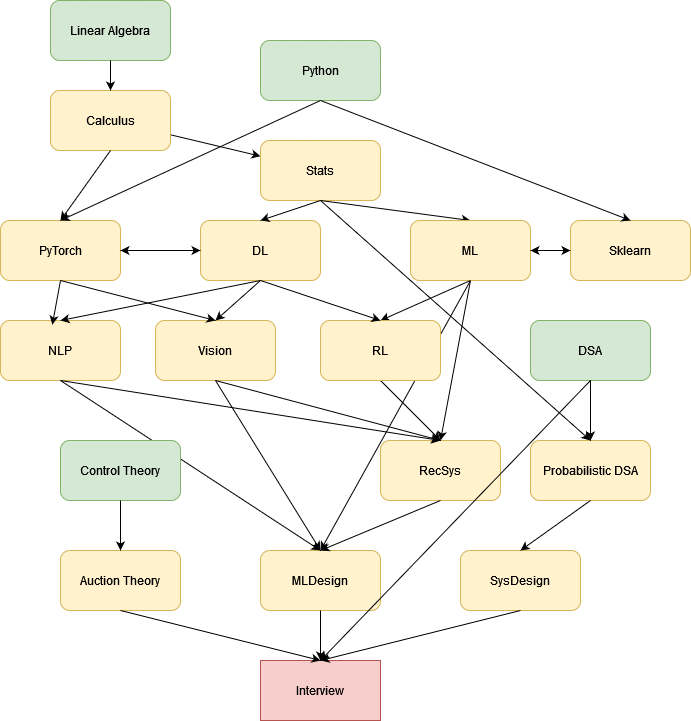 Linear Algebra
Python
Calculus
Stats
PyTorch
DL
ML
Sklearn
NLP
Vision
RL
DSA
Control Theory
RecSys
Probabilistic DSA
Auction Theory
MLDesign
SysDesign
Interview